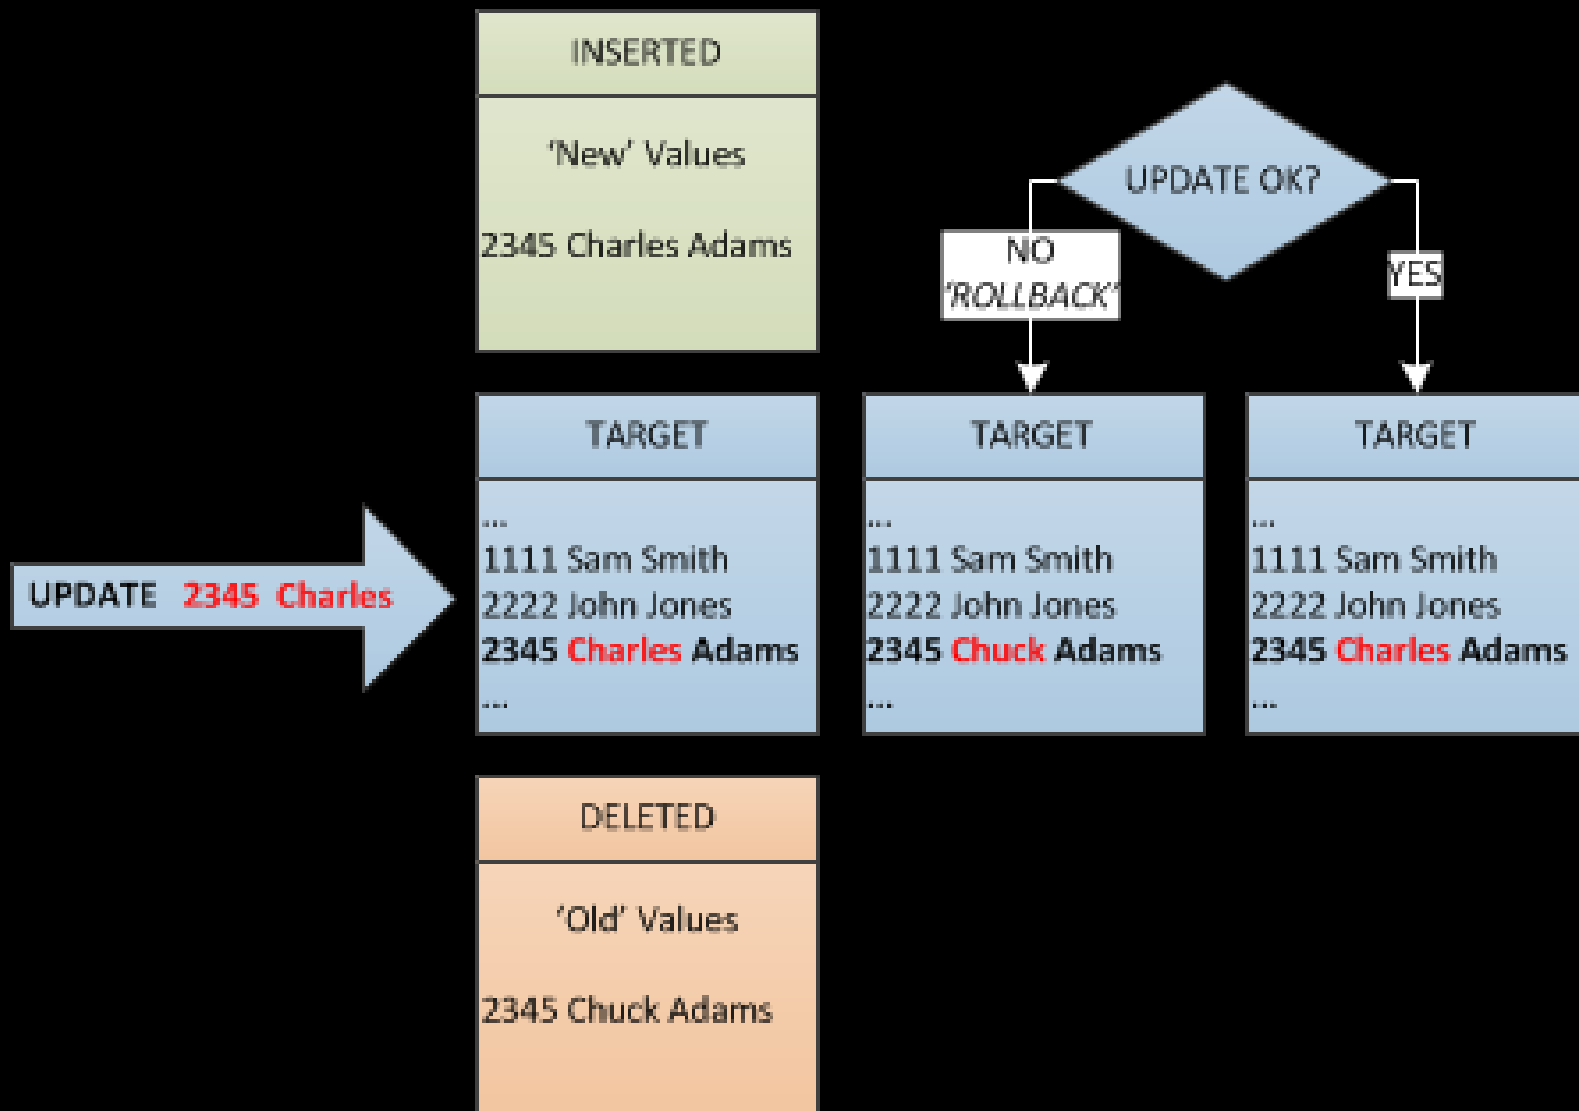 INSERTED
‘New’ Values
2345 Charles Adams
UPDATE OK?
NO
‘ROLLBACK’
YES
UPDATE 2345 Charles
TARGET
...
1111 Sam Smith
2222 John Jones
2345 Charles Adams
...
TARGET
...
1111 Sam Smith
2222 John Jones
2345 Chuck Adams
...
TARGET
...
1111 Sam Smith
2222 John Jones
2345 Charles Adams
...
DELETED
‘Old’ Values
2345 Chuck Adams